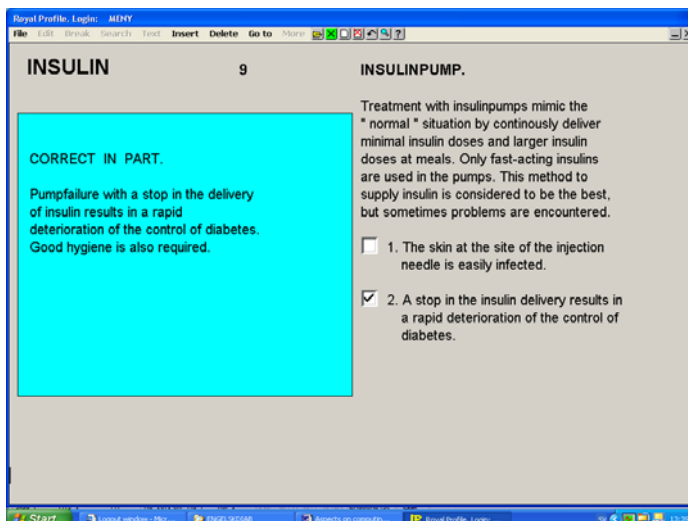 Royal Profile. Login: MENY
File Edit Break Search Text Insert Delete Go to More
INSULIN 9
CORRECT IN PART.
Pumpfailure with a stop in the delivery
of insulin results in a rapid
deterioration of the control of diabetes.
Good hygiene is also required.
INSULINPUMP.
Treatment with insulinpumps mimic the
" normal " situation by continously deliver
minimal insulin doses and larger insulin
doses at meals. Only fast-acting insulins
are used in the pumps. This method to
supply insulin is considered to be the best,
but sometimes problems are encountered.
1. The skin at the site of the injection
needle is easily infected.
2. A stop in the insulin delivery results in
a rapid deterioration of the control of
diabetes.
Start Logout window - Micr... Aspects on computin... Royal Profile. Login: